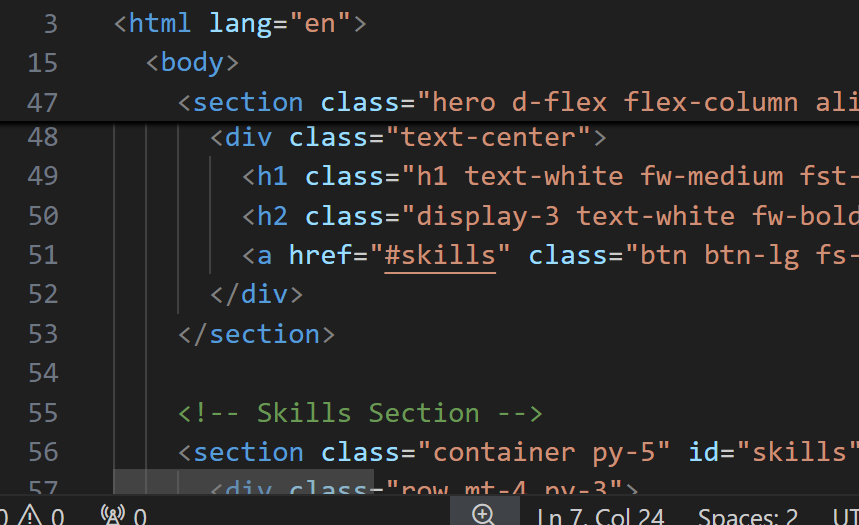 3 <html lang="en">
15 <body>
47 <section class="hero d-flex flex-column ali
48 <div class="text-center">
49 <h1 class="h1 text-white fw-medium fst-
50 <h2 class="display-3 text-white fw-bold
51 <a href="#skills" class="btn btn-lg fs-
52 </div>
53 </section>
54
55 <!-- Skills Section -->
56 <section class="container py-5" id="skills"
57 <div class="row mt-4 py-3">
0 0 0 Ln 7, Col 24 Spaces: 2 UT